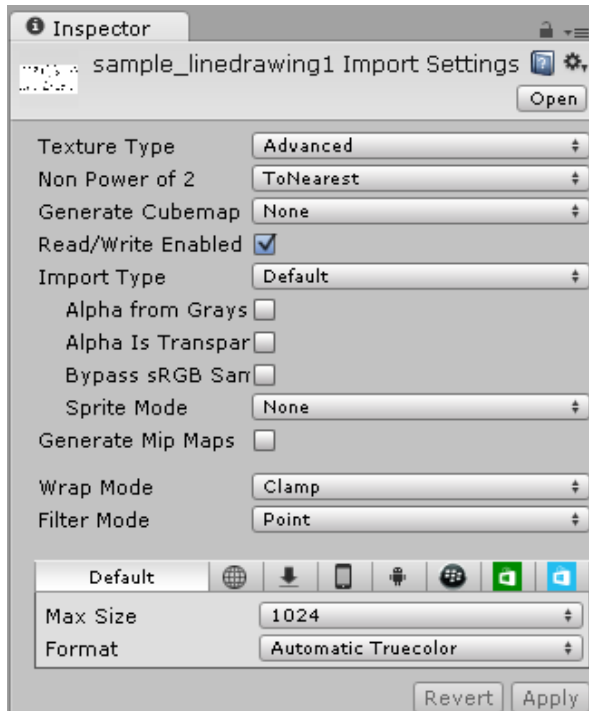 Inspector
sample_linedrawing1 Import Settings
Open
Texture Type Advanced
Non Power of 2 ToNearest
Generate Cubemap None
Read/Write Enabled
Import Type Default
Alpha from Grays
Alpha Is Transpar
Bypass sRGB Sam
Sprite Mode None
Generate Mip Maps
Wrap Mode Clamp
Filter Mode Point
Default
Max Size 1024
Format Automatic Truecolor
Revert Apply